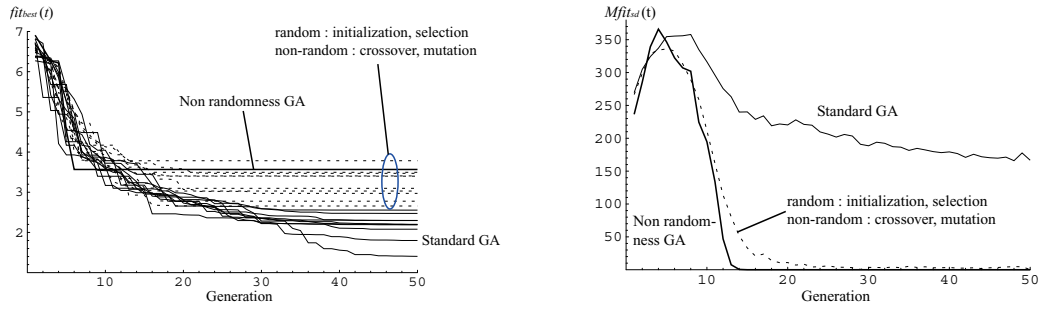 fitbest(t)
7
6
5
4
3
2
10 20 30 40 50
Generation
random : initialization, selection
non-random : crossover, mutation
Non randomness GA
Standard GA
Mfitsd(t)
350
300
250
200
150
100
50
10 20 30 40 50
Generation
Standard GA
random : initialization, selection
non-random : crossover, mutation
Non random-
ness GA